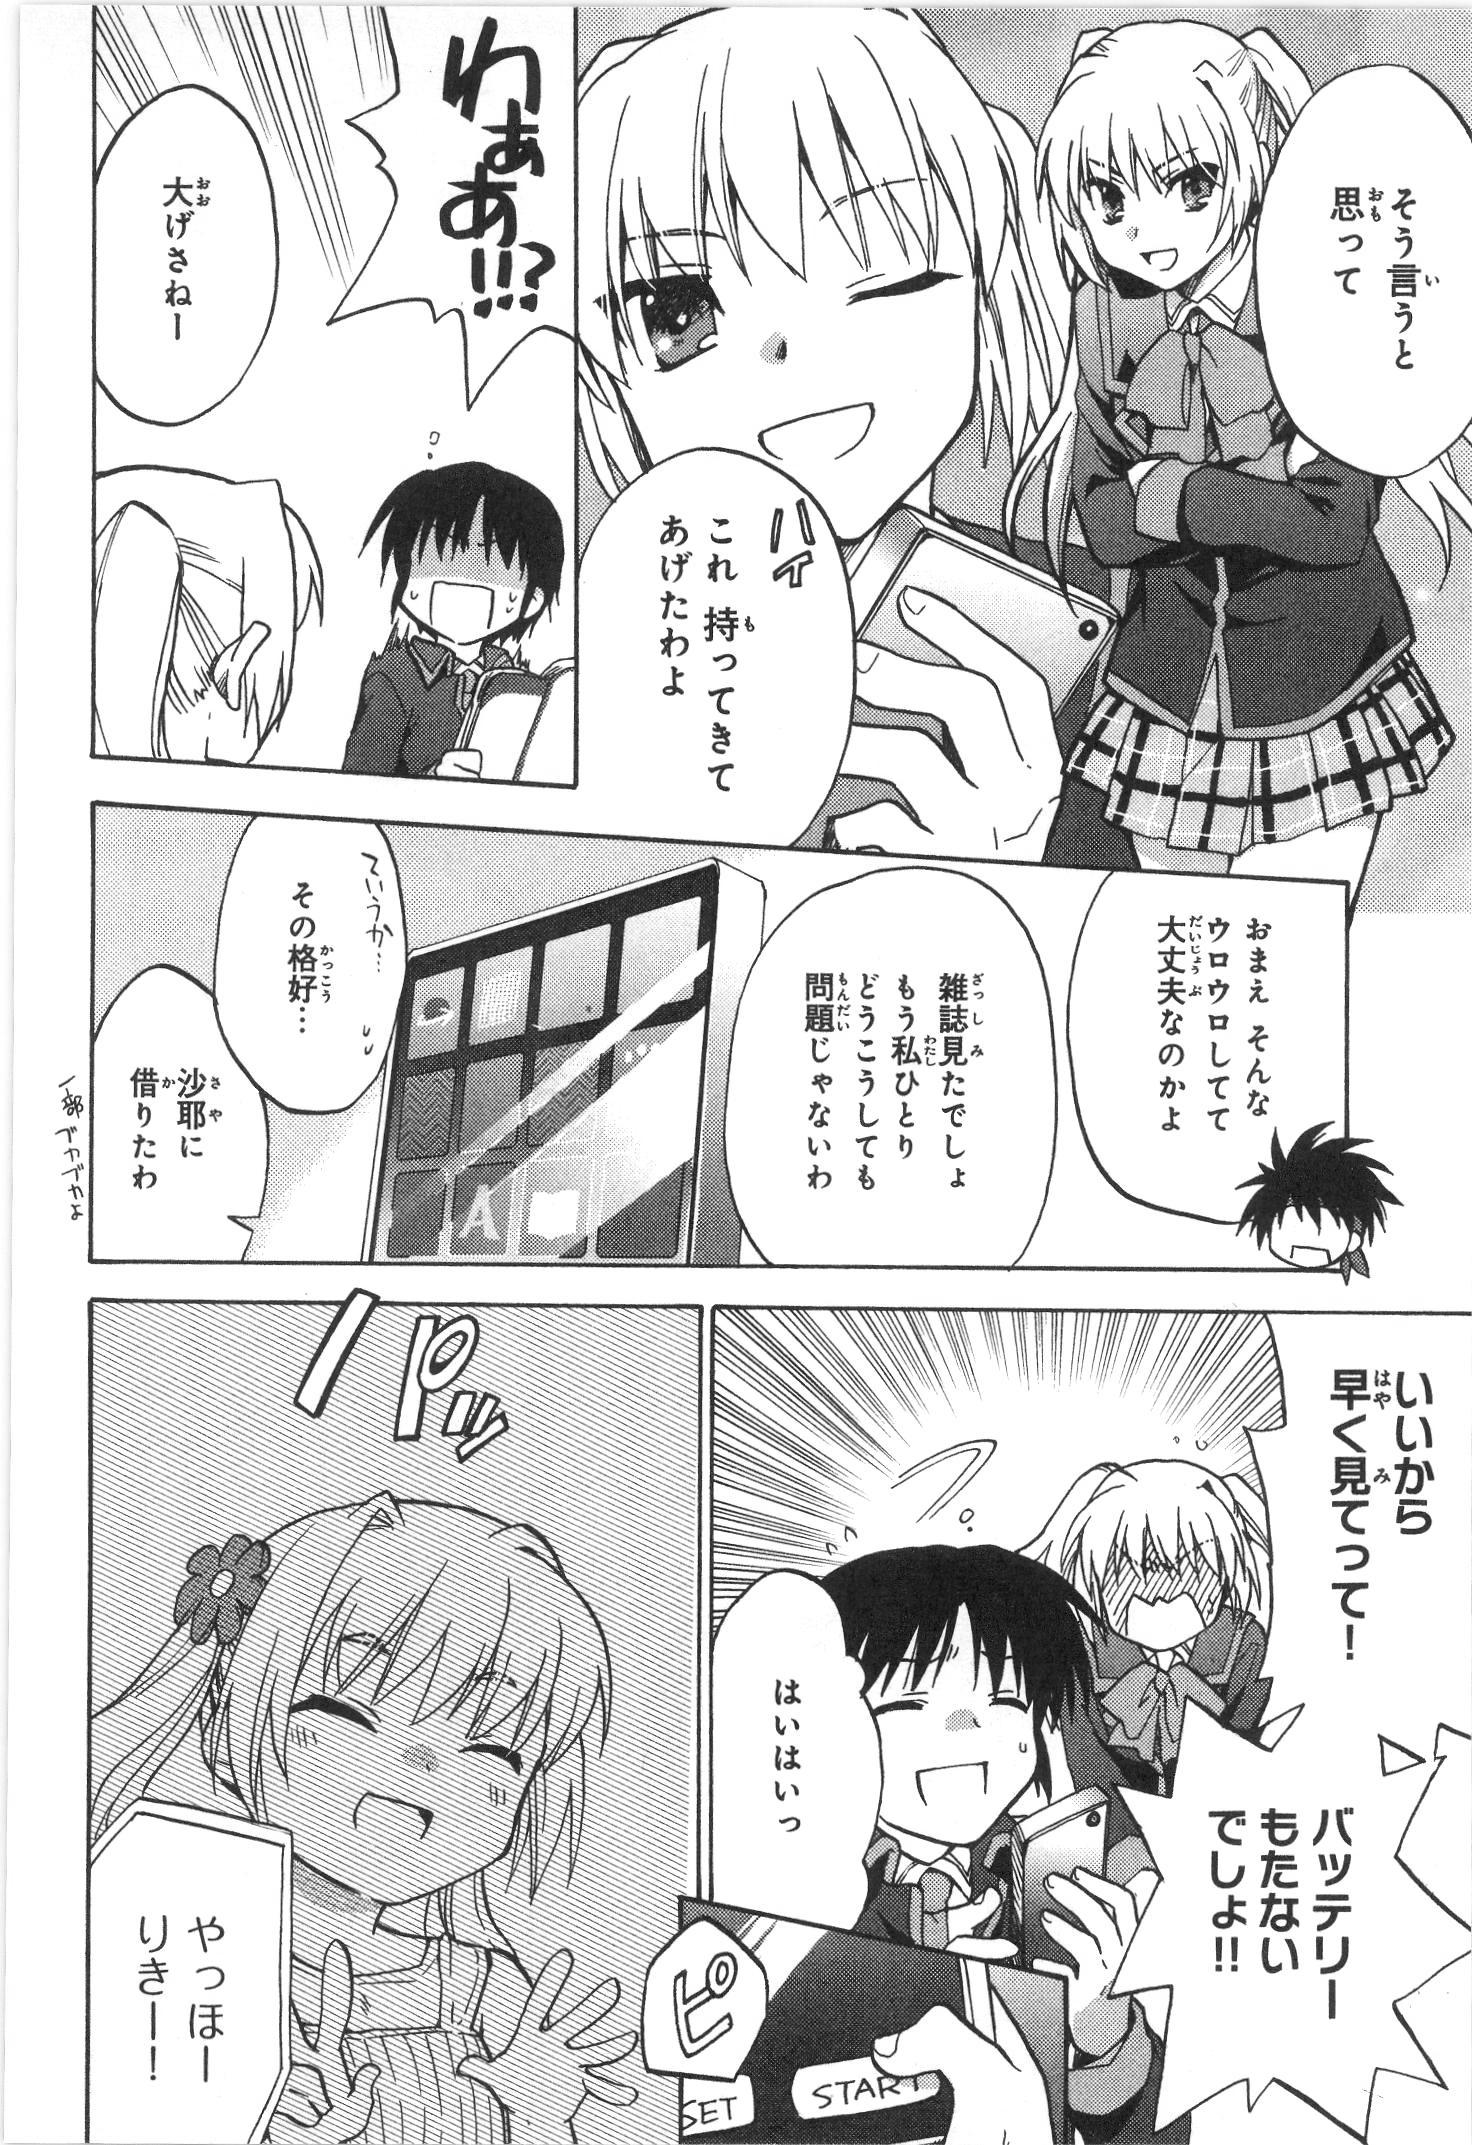 そう言うと
思って
ハイ
これ 持ってきて
あげたわよ
わぁあ!!!?
大げさねー
おまえ そんな
ウロウロしてて
大丈夫なのかよ
雑誌見たでしょ
もう私ひとり
どうこうしても
問題じゃないわ
A
ていうか…
その格好…
沙耶に
借りたわ
一部ブカブカよ
いいから
早く見てって!
バッテリー
もたない
でしょ!!
はいはいっ
ピ
SET
START
パッ
やっほー
りきー!